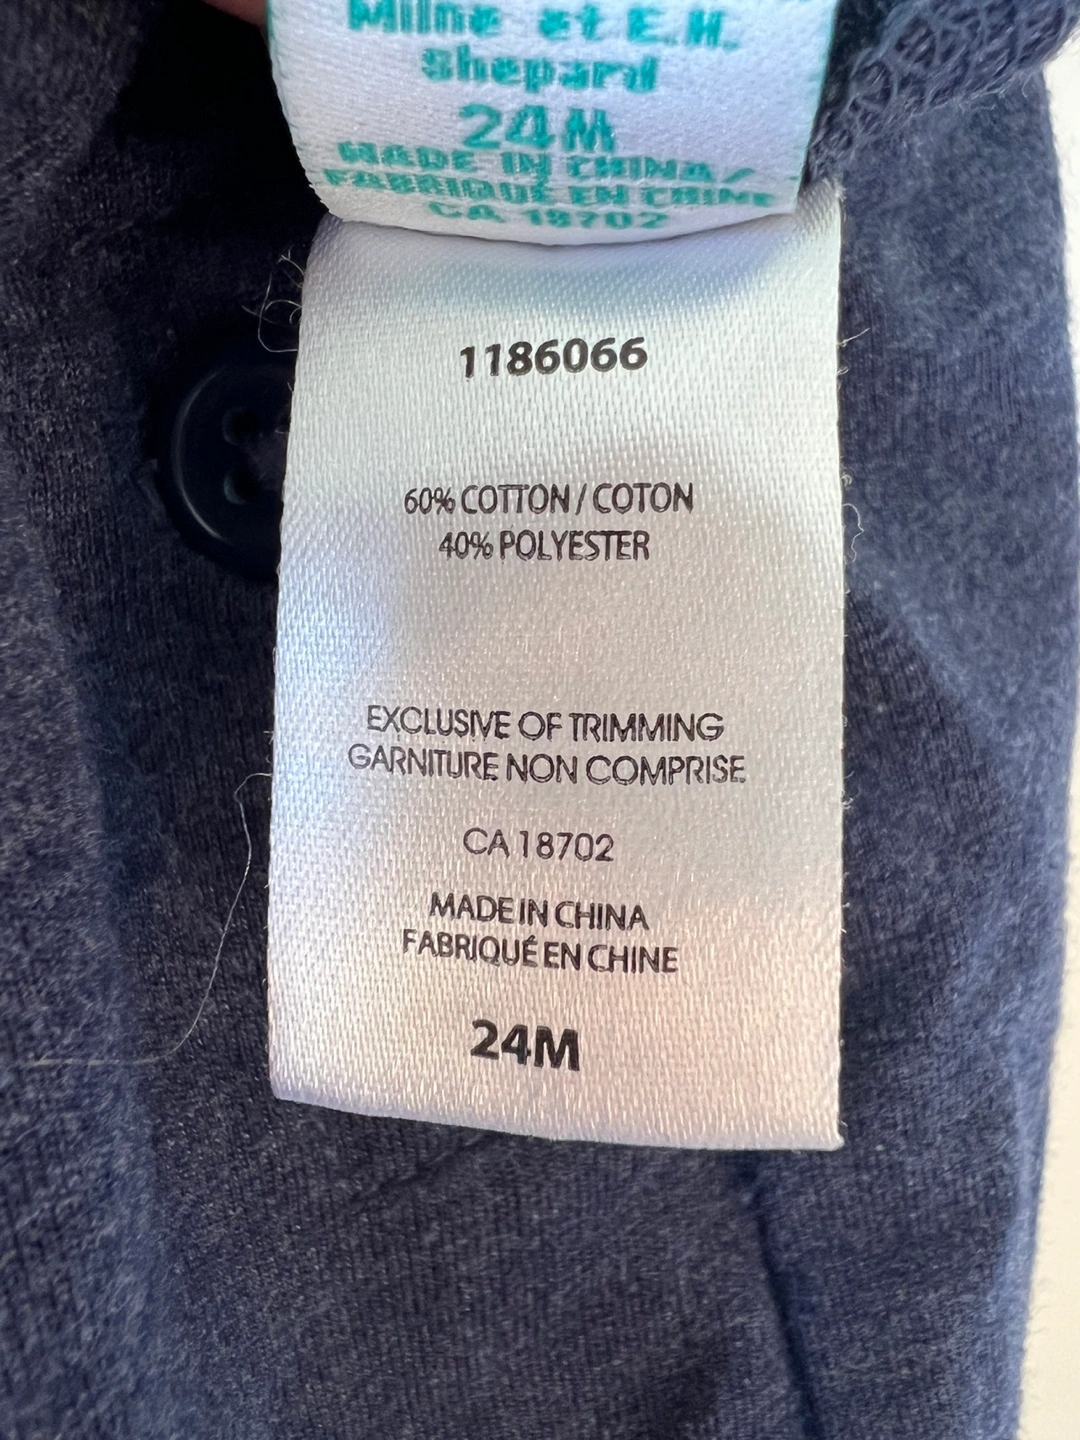 Milne et E.H.
Shepard
24M
MADE IN CHINA/
FABRIQUÉ EN CHINE
CA 18702
1186066
60% COTTON / COTON
40% POLYESTER
EXCLUSIVE OF TRIMMING
GARNITURE NON COMPRISE
CA 18702
MADE IN CHINA
FABRIQUÉ EN CHINE
24M